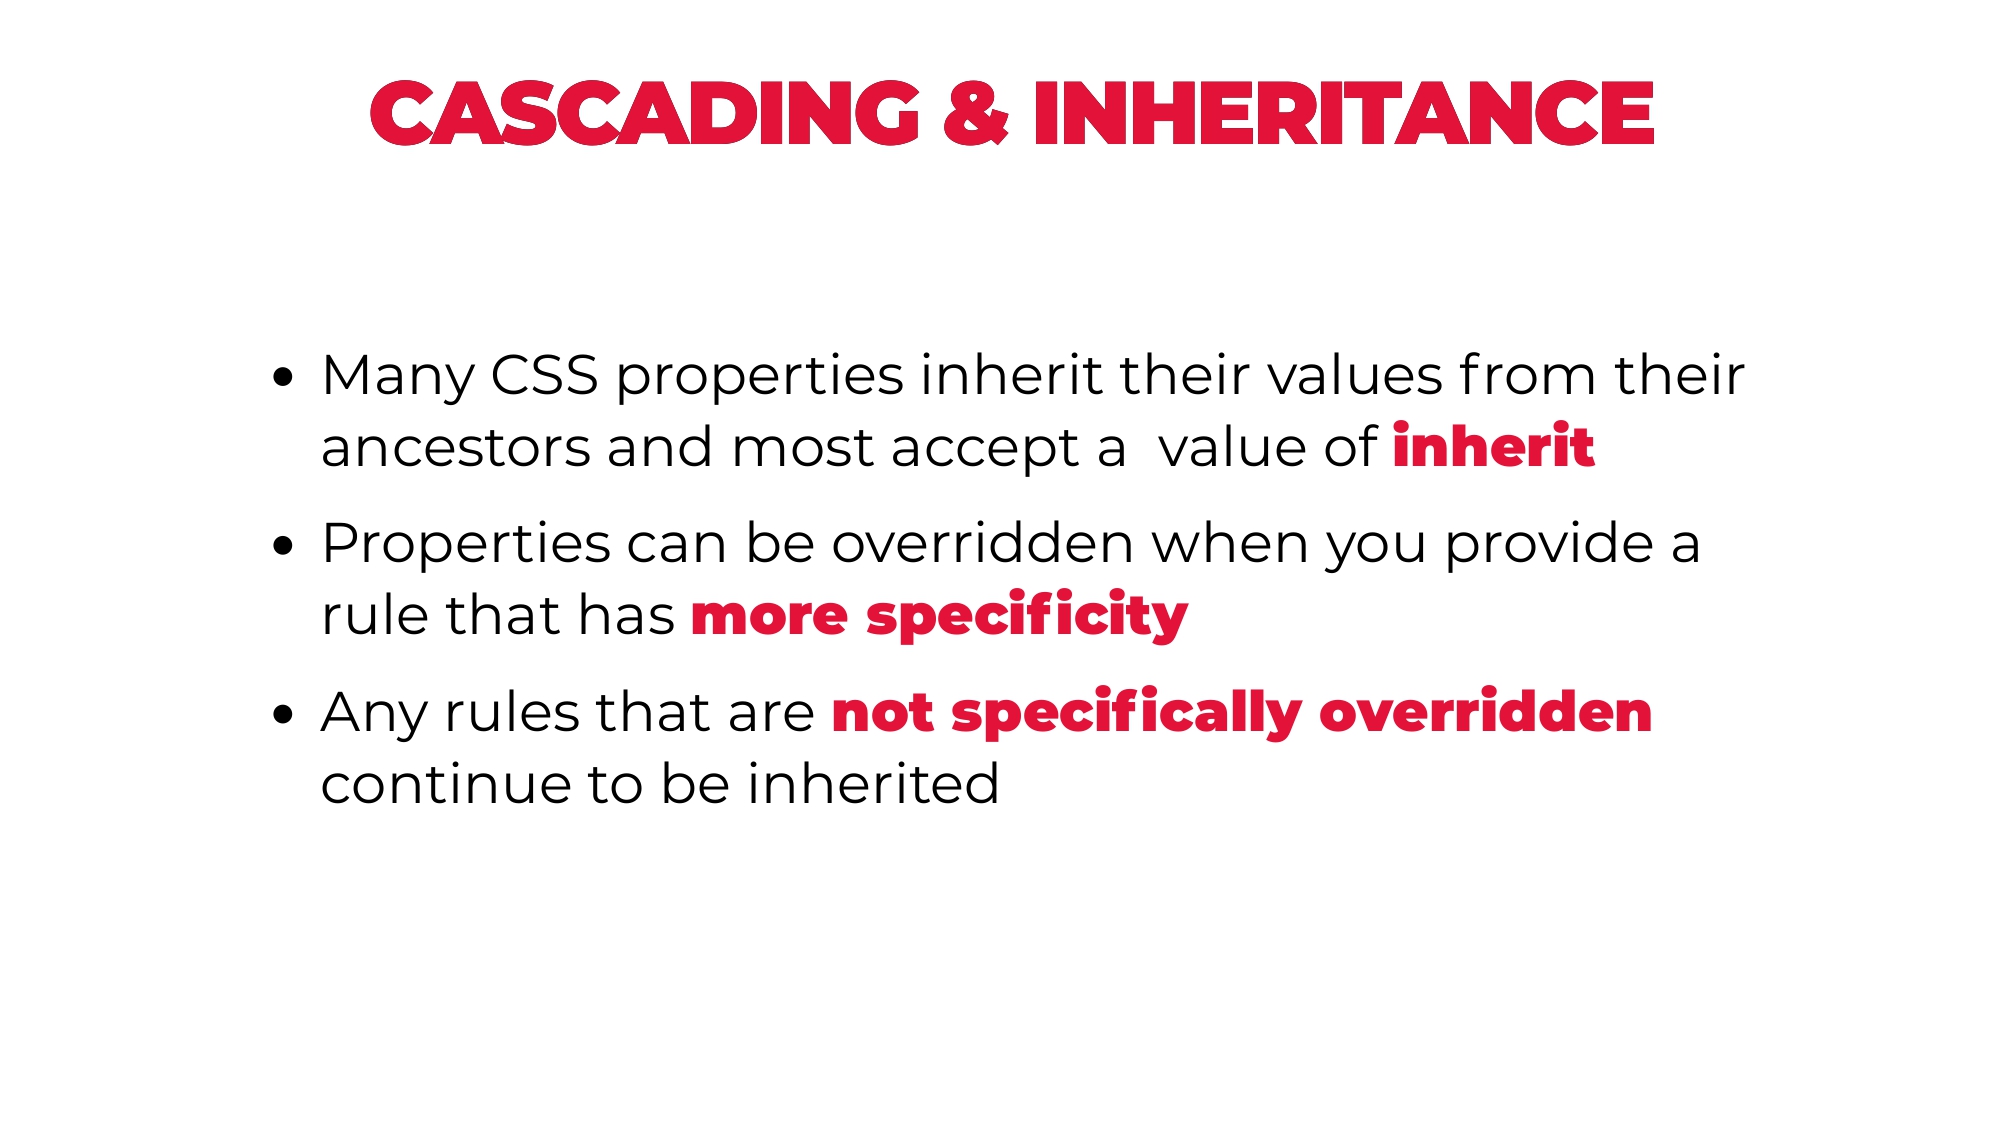 CASCADING & INHERITANCE
• Many CSS properties inherit their values from their
ancestors and most accept a  value of inherit
• Properties can be overridden when you provide a
rule that has more specificity
• Any rules that are not specifically overridden
continue to be inherited